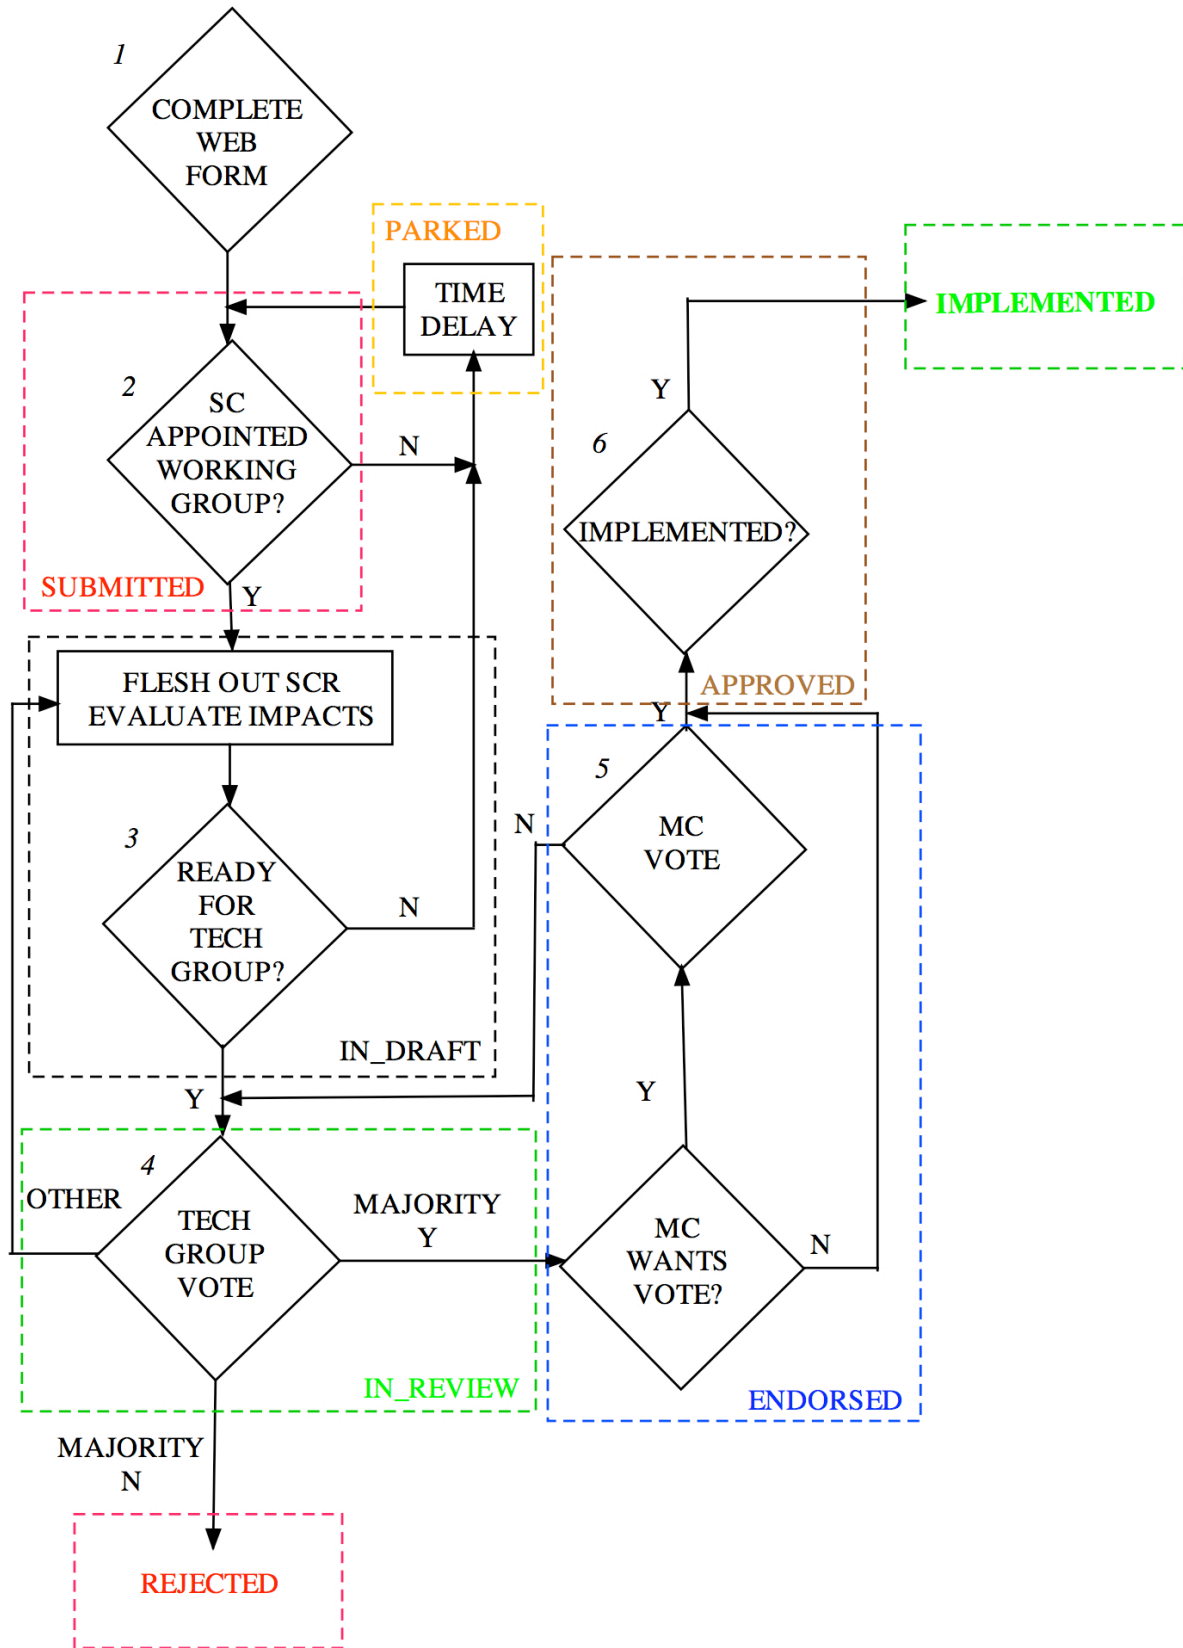 1
COMPLETE
WEB
FORM
PARKED
TIME
DELAY
2
SC
APPOINTED
WORKING
GROUP?
N
SUBMITTED
Y
FLESH OUT SCR
EVALUATE IMPACTS
3
READY
FOR
TECH
GROUP?
N
IN_DRAFT
Y
4
OTHER
TECH
GROUP
VOTE
MAJORITY
Y
IN_REVIEW
MAJORITY
N
REJECTED
IMPLEMENTED
Y
6
IMPLEMENTED?
APPROVED
Y
5
N
MC
VOTE
Y
MC
WANTS
VOTE?
N
ENDORSED